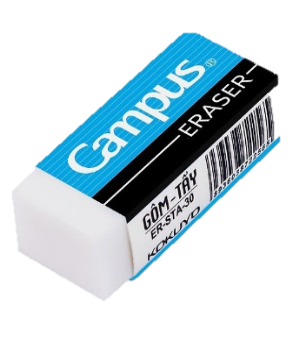 Campus®
ERASER
GÔM-TẨY
ER-STA-30
KOKUYO